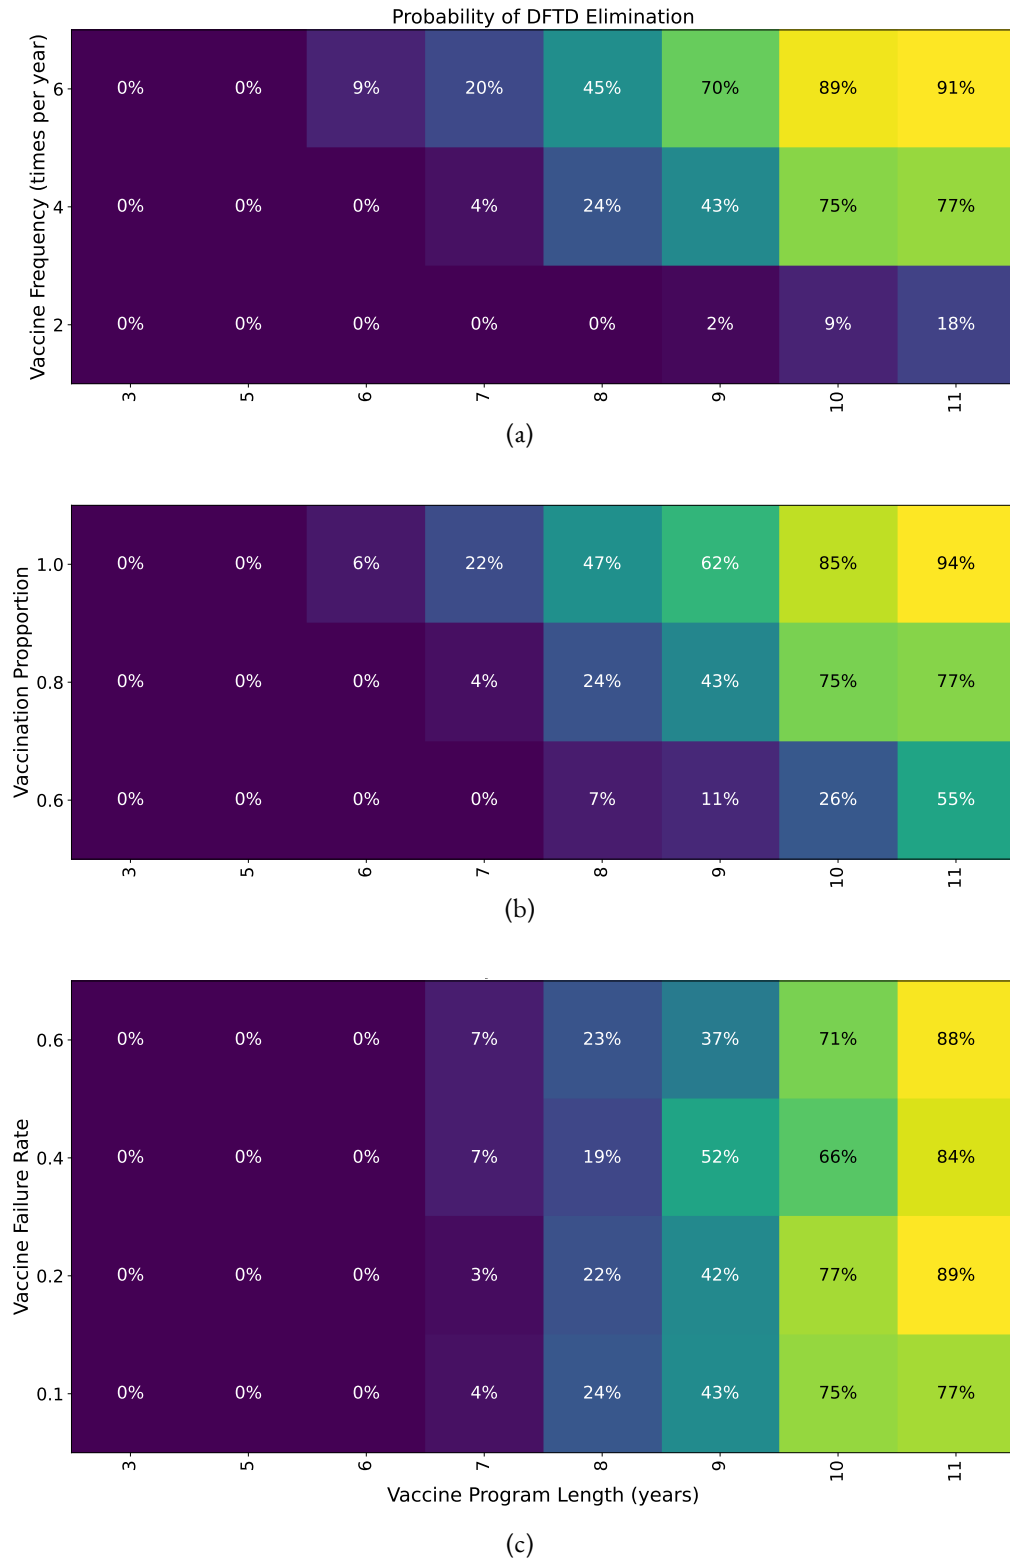 Probability of DFTD Elimination
Vaccine Frequency (times per year)
6 0% 0% 9% 20% 45% 70% 89% 91%
4 0% 0% 0% 4% 24% 43% 75% 77%
2 0% 0% 0% 0% 0% 2% 9% 18%
3 5 6 7 8 9 10 11
(a)
Vaccination Propportion
1.0 0% 0% 6% 22% 47% 62% 85% 94%
0.8 0% 0% 0% 4% 24% 43% 75% 77%
0.6 0% 0% 0% 0% 7% 11% 26% 55%
3 5 6 7 8 9 10 11
(b)
Vaccine Failure Rate
0.6 0% 0% 0% 7% 23% 37% 71% 88%
0.4 0% 0% 0% 7% 19% 52% 66% 84%
0.2 0% 0% 0% 3% 22% 42% 77% 89%
0.1 0% 0% 0% 4% 24% 43% 75% 77%
3 5 6 7 8 9 10 11
Vaccine Program Length (years)
(c)